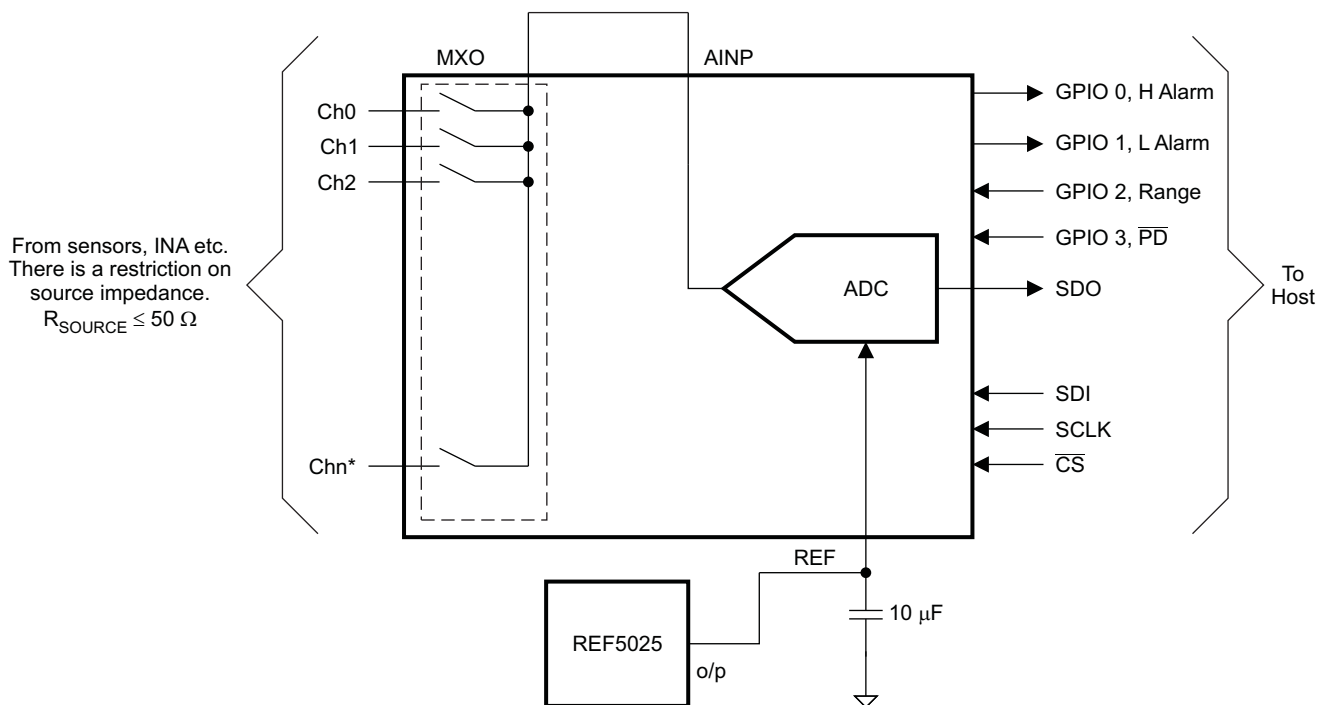 MXO
AINP
Ch0
Ch1
Ch2
Chn*
From sensors, INA etc.
There is a restriction on
source impedance.
R_SOURCE ≤ 50 Ω
ADC
GPIO 0, H Alarm
GPIO 1, L Alarm
GPIO 2, Range
GPIO 3, P̅D̅
SDO
SDI
SCLK
C̅S̅
To
Host
REF
10 μF
REF5025
o/p